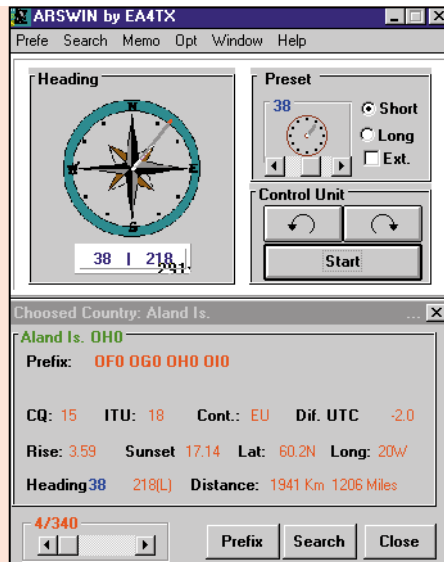 ARSWIN by EA4TX
Prefe Search Memo Opt Window Help
Heading
N
E
S
W
38 | 218
Preset
38
Short
Long
Ext.
Control Unit
Start
Choosed Country: Aland Is. ...
Aland Is. OH0
Prefix: OF0 OG0 OH0 OI0
CQ: 15 ITU: 18 Cont.: EU Dif. UTC -2.0
Rise: 3.59 Sunset 17.14 Lat: 60.2N Long: 20W
Heading 38 218(L) Distance: 1941 Km 1206 Miles
4/340
Prefix Search Close